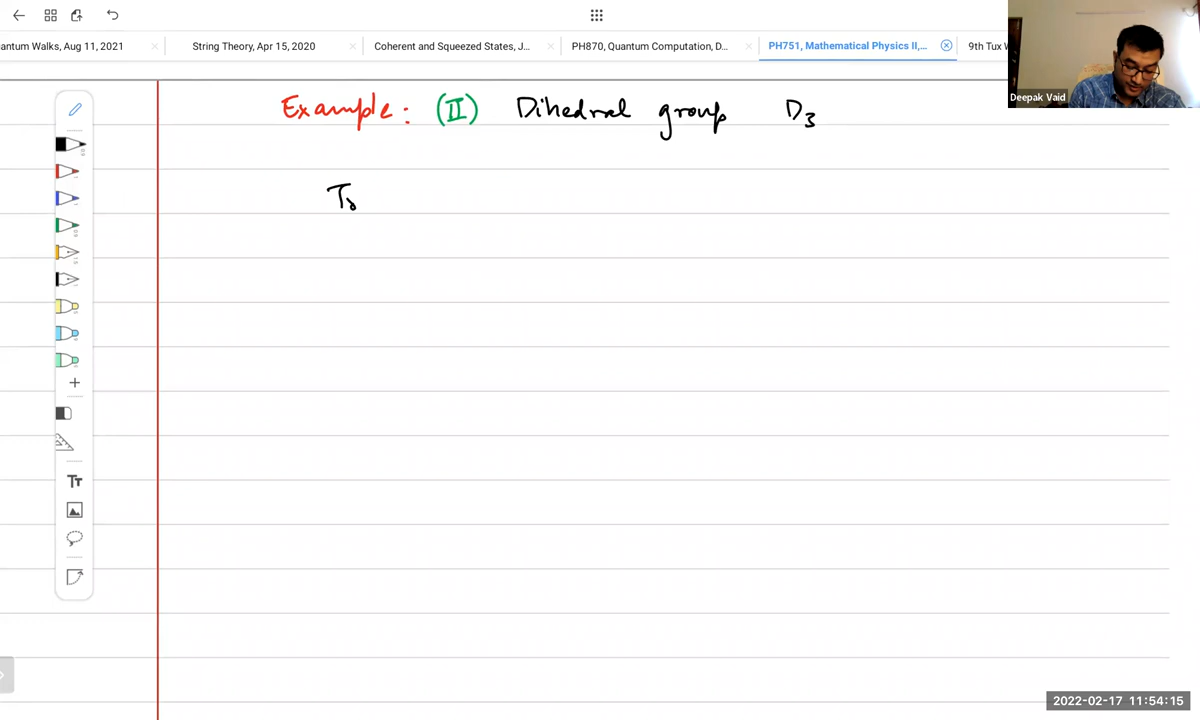 antum Walks, Aug 11, 2021
String Theory, Apr 15, 2020
Coherent and Squeezed States, J...
PH870, Quantum Computation, D...
PH751, Mathematical Physics II,...
9th Tux
Deepak Vaid
Example: (II) Dihedral group D3
Tt
2022-02-17 11:54:15